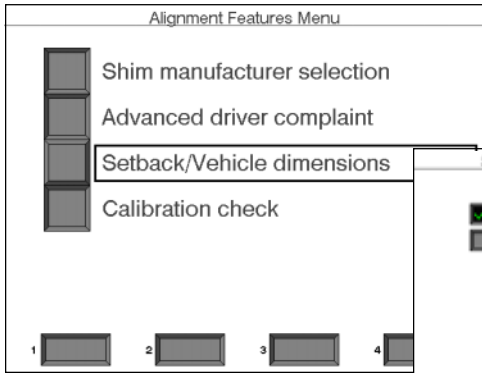 Alignment Features Menu
Shim manufacturer selection
Advanced driver complaint
Setback/Vehicle dimensions
Calibration check
1 2 3 4